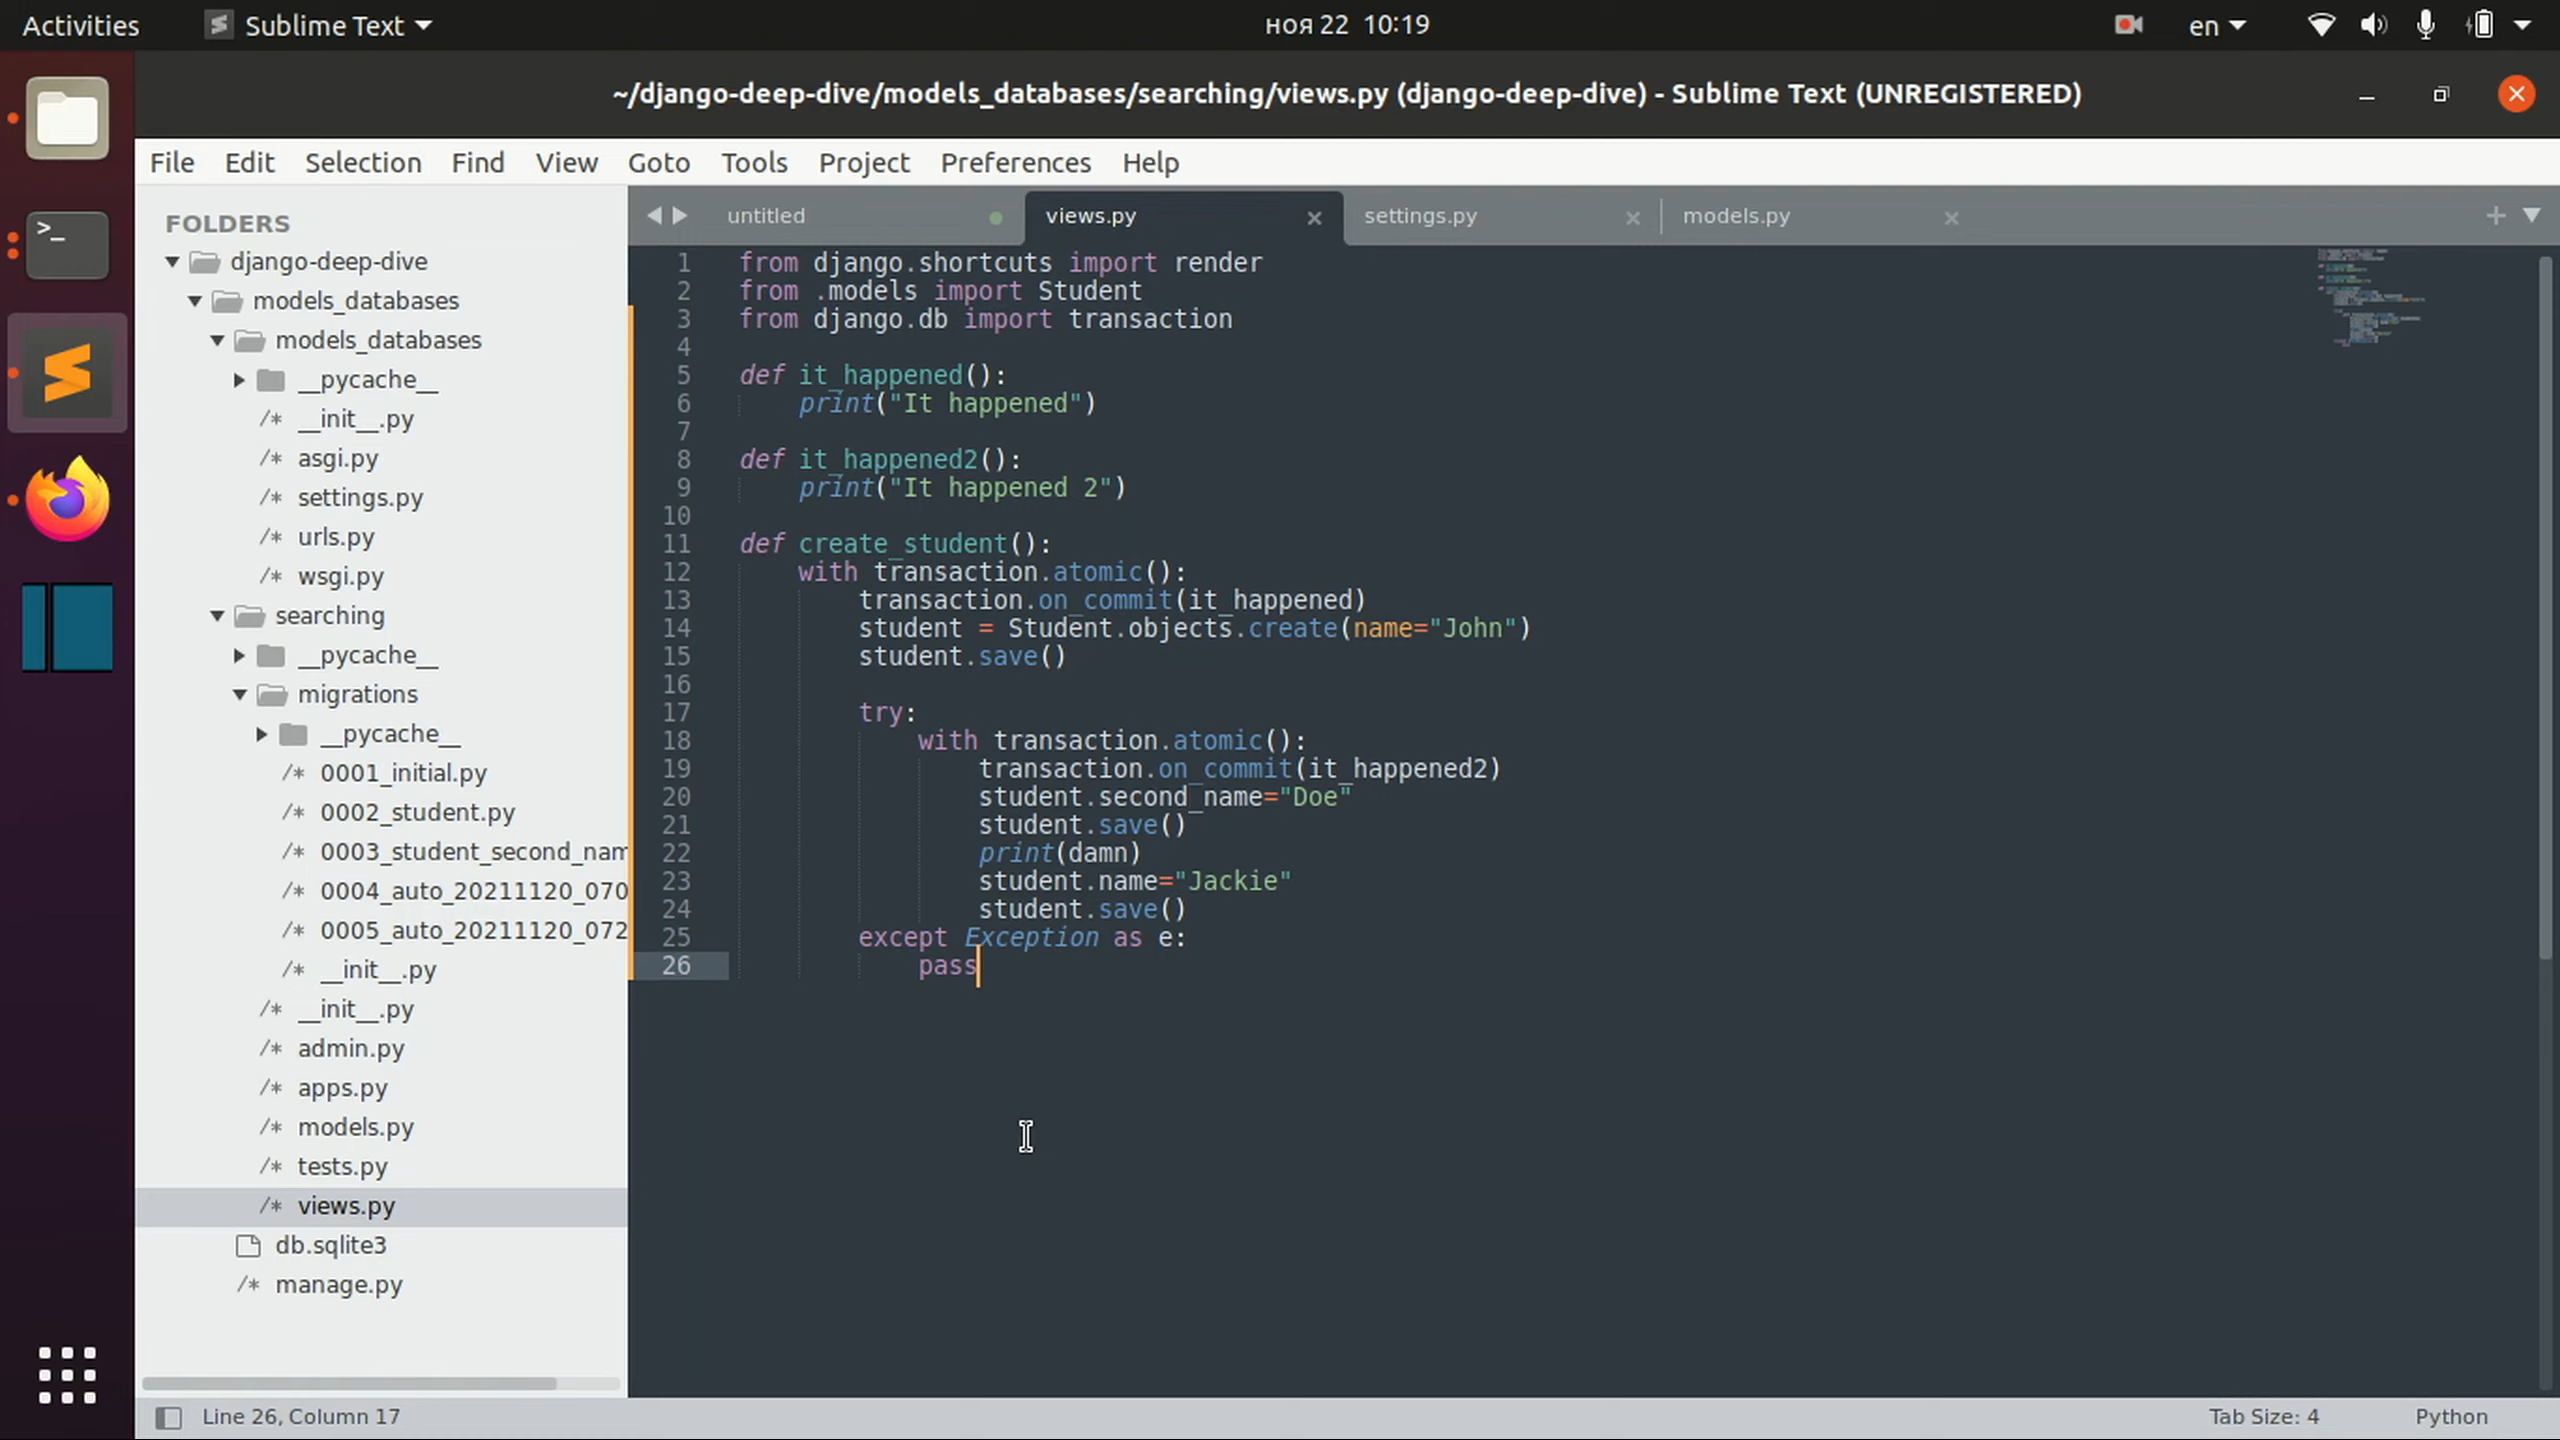 Activities
Sublime Text
ноя 22 10:19
en
~/django-deep-dive/models_databases/searching/views.py (django-deep-dive) - Sublime Text (UNREGISTERED)
File Edit Selection Find View Goto Tools Project Preferences Help
FOLDERS
django-deep-dive
models_databases
models_databases
__pycache__
/* __init__.py
/* asgi.py
/* settings.py
/* urls.py
/* wsgi.py
searching
__pycache__
migrations
__pycache__
/* 0001_initial.py
/* 0002_student.py
/* 0003_student_second_nam
/* 0004_auto_20211120_070
/* 0005_auto_20211120_072
/* __init__.py
/* __init__.py
/* admin.py
/* apps.py
/* models.py
/* tests.py
/* views.py
db.sqlite3
/* manage.py
untitled
views.py
settings.py
models.py
1 from django.shortcuts import render
2 from .models import Student
3 from django.db import transaction
4
5 def it_happened():
6     print("It happened")
7
8 def it_happened2():
9     print("It happened 2")
10
11 def create_student():
12     with transaction.atomic():
13         transaction.on_commit(it_happened)
14         student = Student.objects.create(name="John")
15         student.save()
16
17         try:
18             with transaction.atomic():
19                 transaction.on_commit(it_happened2)
20                 student.second_name="Doe"
21                 student.save()
22                 print(damn)
23                 student.name="Jackie"
24                 student.save()
25         except Exception as e:
26             pass
Line 26, Column 17
Tab Size: 4
Python